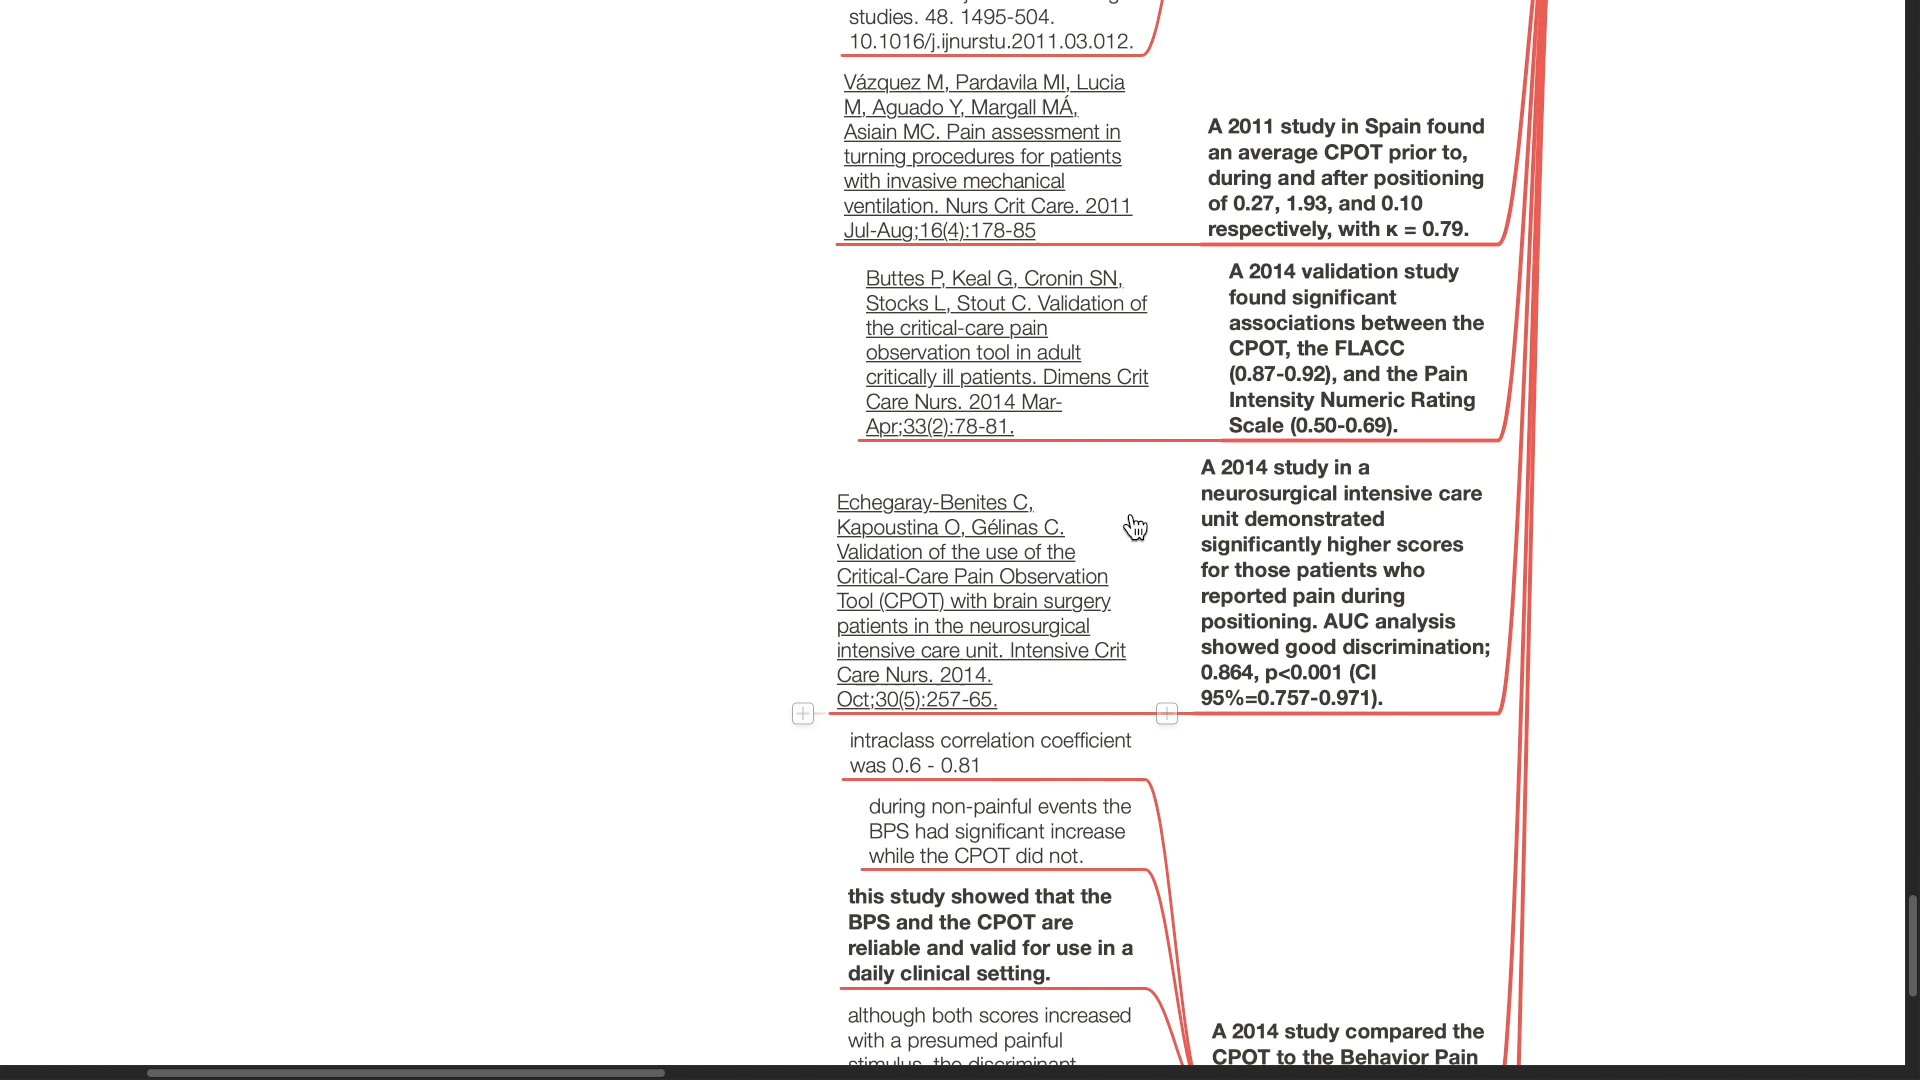 studies. 48. 1495-504.
10.1016/j.ijnurstu.2011.03.012.
Vázquez M, Pardavila MI, Lucia
M, Aguado Y, Margall MÁ,
Asiain MC. Pain assessment in
turning procedures for patients
with invasive mechanical
ventilation. Nurs Crit Care. 2011
Jul-Aug;16(4):178-85
A 2011 study in Spain found
an average CPOT prior to,
during and after positioning
of 0.27, 1.93, and 0.10
respectively, with κ = 0.79.
Buttes P, Keal G, Cronin SN,
Stocks L, Stout C. Validation of
the critical-care pain
observation tool in adult
critically ill patients. Dimens Crit
Care Nurs. 2014 Mar-
Apr;33(2):78-81.
A 2014 validation study
found significant
associations between the
CPOT, the FLACC
(0.87-0.92), and the Pain
Intensity Numeric Rating
Scale (0.50-0.69).
Echegaray-Benites C,
Kapoustina O, Gélinas C.
Validation of the use of the
Critical-Care Pain Observation
Tool (CPOT) with brain surgery
patients in the neurosurgical
intensive care unit. Intensive Crit
Care Nurs. 2014.
Oct;30(5):257-65.
A 2014 study in a
neurosurgical intensive care
unit demonstrated
significantly higher scores
for those patients who
reported pain during
positioning. AUC analysis
showed good discrimination;
0.864, p<0.001 (CI
95%=0.757-0.971).
intraclass correlation coefficient
was 0.6 - 0.81
during non-painful events the
BPS had significant increase
while the CPOT did not.
this study showed that the
BPS and the CPOT are
reliable and valid for use in a
daily clinical setting.
although both scores increased
with a presumed painful
stimulus, the discriminant
A 2014 study compared the
CPOT to the Behavior Pain